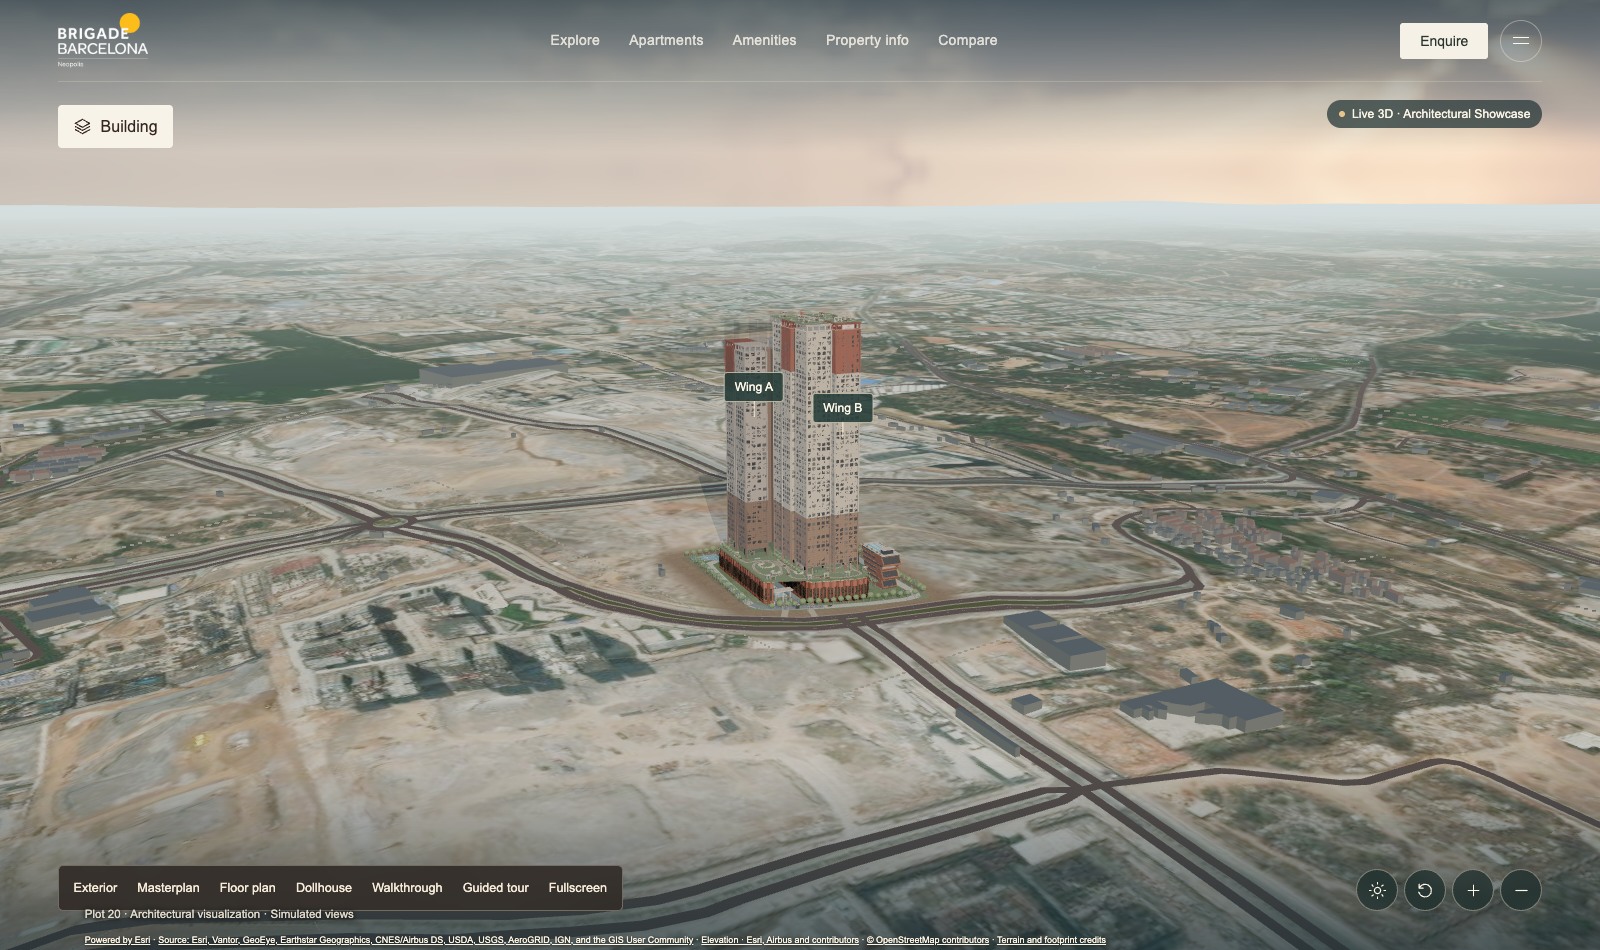 BRIGADE
BARCELONA
Neopolis
Explore
Apartments
Amenities
Property info
Compare
Enquire
Building
Live 3D · Architectural Showcase
Wing A
Wing B
Exterior
Masterplan
Floor plan
Dollhouse
Walkthrough
Guided tour
Fullscreen
Plot 20 · Architectural visualization · Simulated views
Powered by Esri · Source: Esri, Vantor, GeoEye, Earthstar Geographics, CNES/Airbus DS, USDA, USGS, AeroGRID, IGN, and the GIS User Community · Elevation · Esri, Airbus and contributors · © OpenStreetMap contributors · Terrain and footprint credits